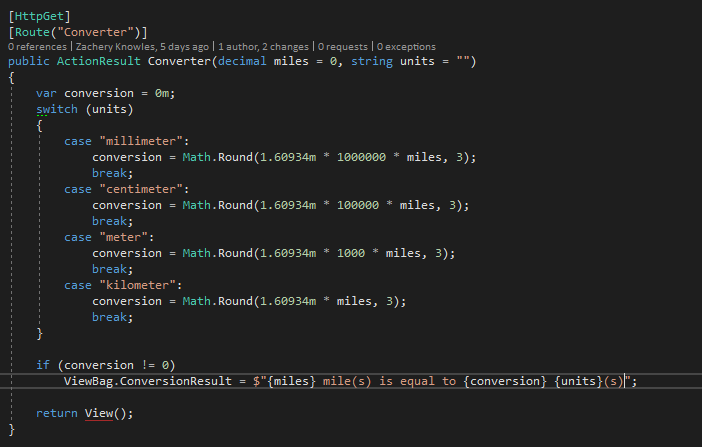 [HttpGet]
[Route("Converter")]
0 references | Zachery Knowles, 5 days ago | 1 author, 2 changes | 0 requests | 0 exceptions
public ActionResult Converter(decimal miles = 0, string units = "")
{
    var conversion = 0m;
    switch (units)
    {
        case "millimeter":
            conversion = Math.Round(1.60934m * 1000000 * miles, 3);
            break;
        case "centimeter":
            conversion = Math.Round(1.60934m * 100000 * miles, 3);
            break;
        case "meter":
            conversion = Math.Round(1.60934m * 1000 * miles, 3);
            break;
        case "kilometer":
            conversion = Math.Round(1.60934m * miles, 3);
            break;
    }
    if (conversion != 0)
        ViewBag.ConversionResult = $"{miles} mile(s) is equal to {conversion} {units}(s)";
    return View();
}